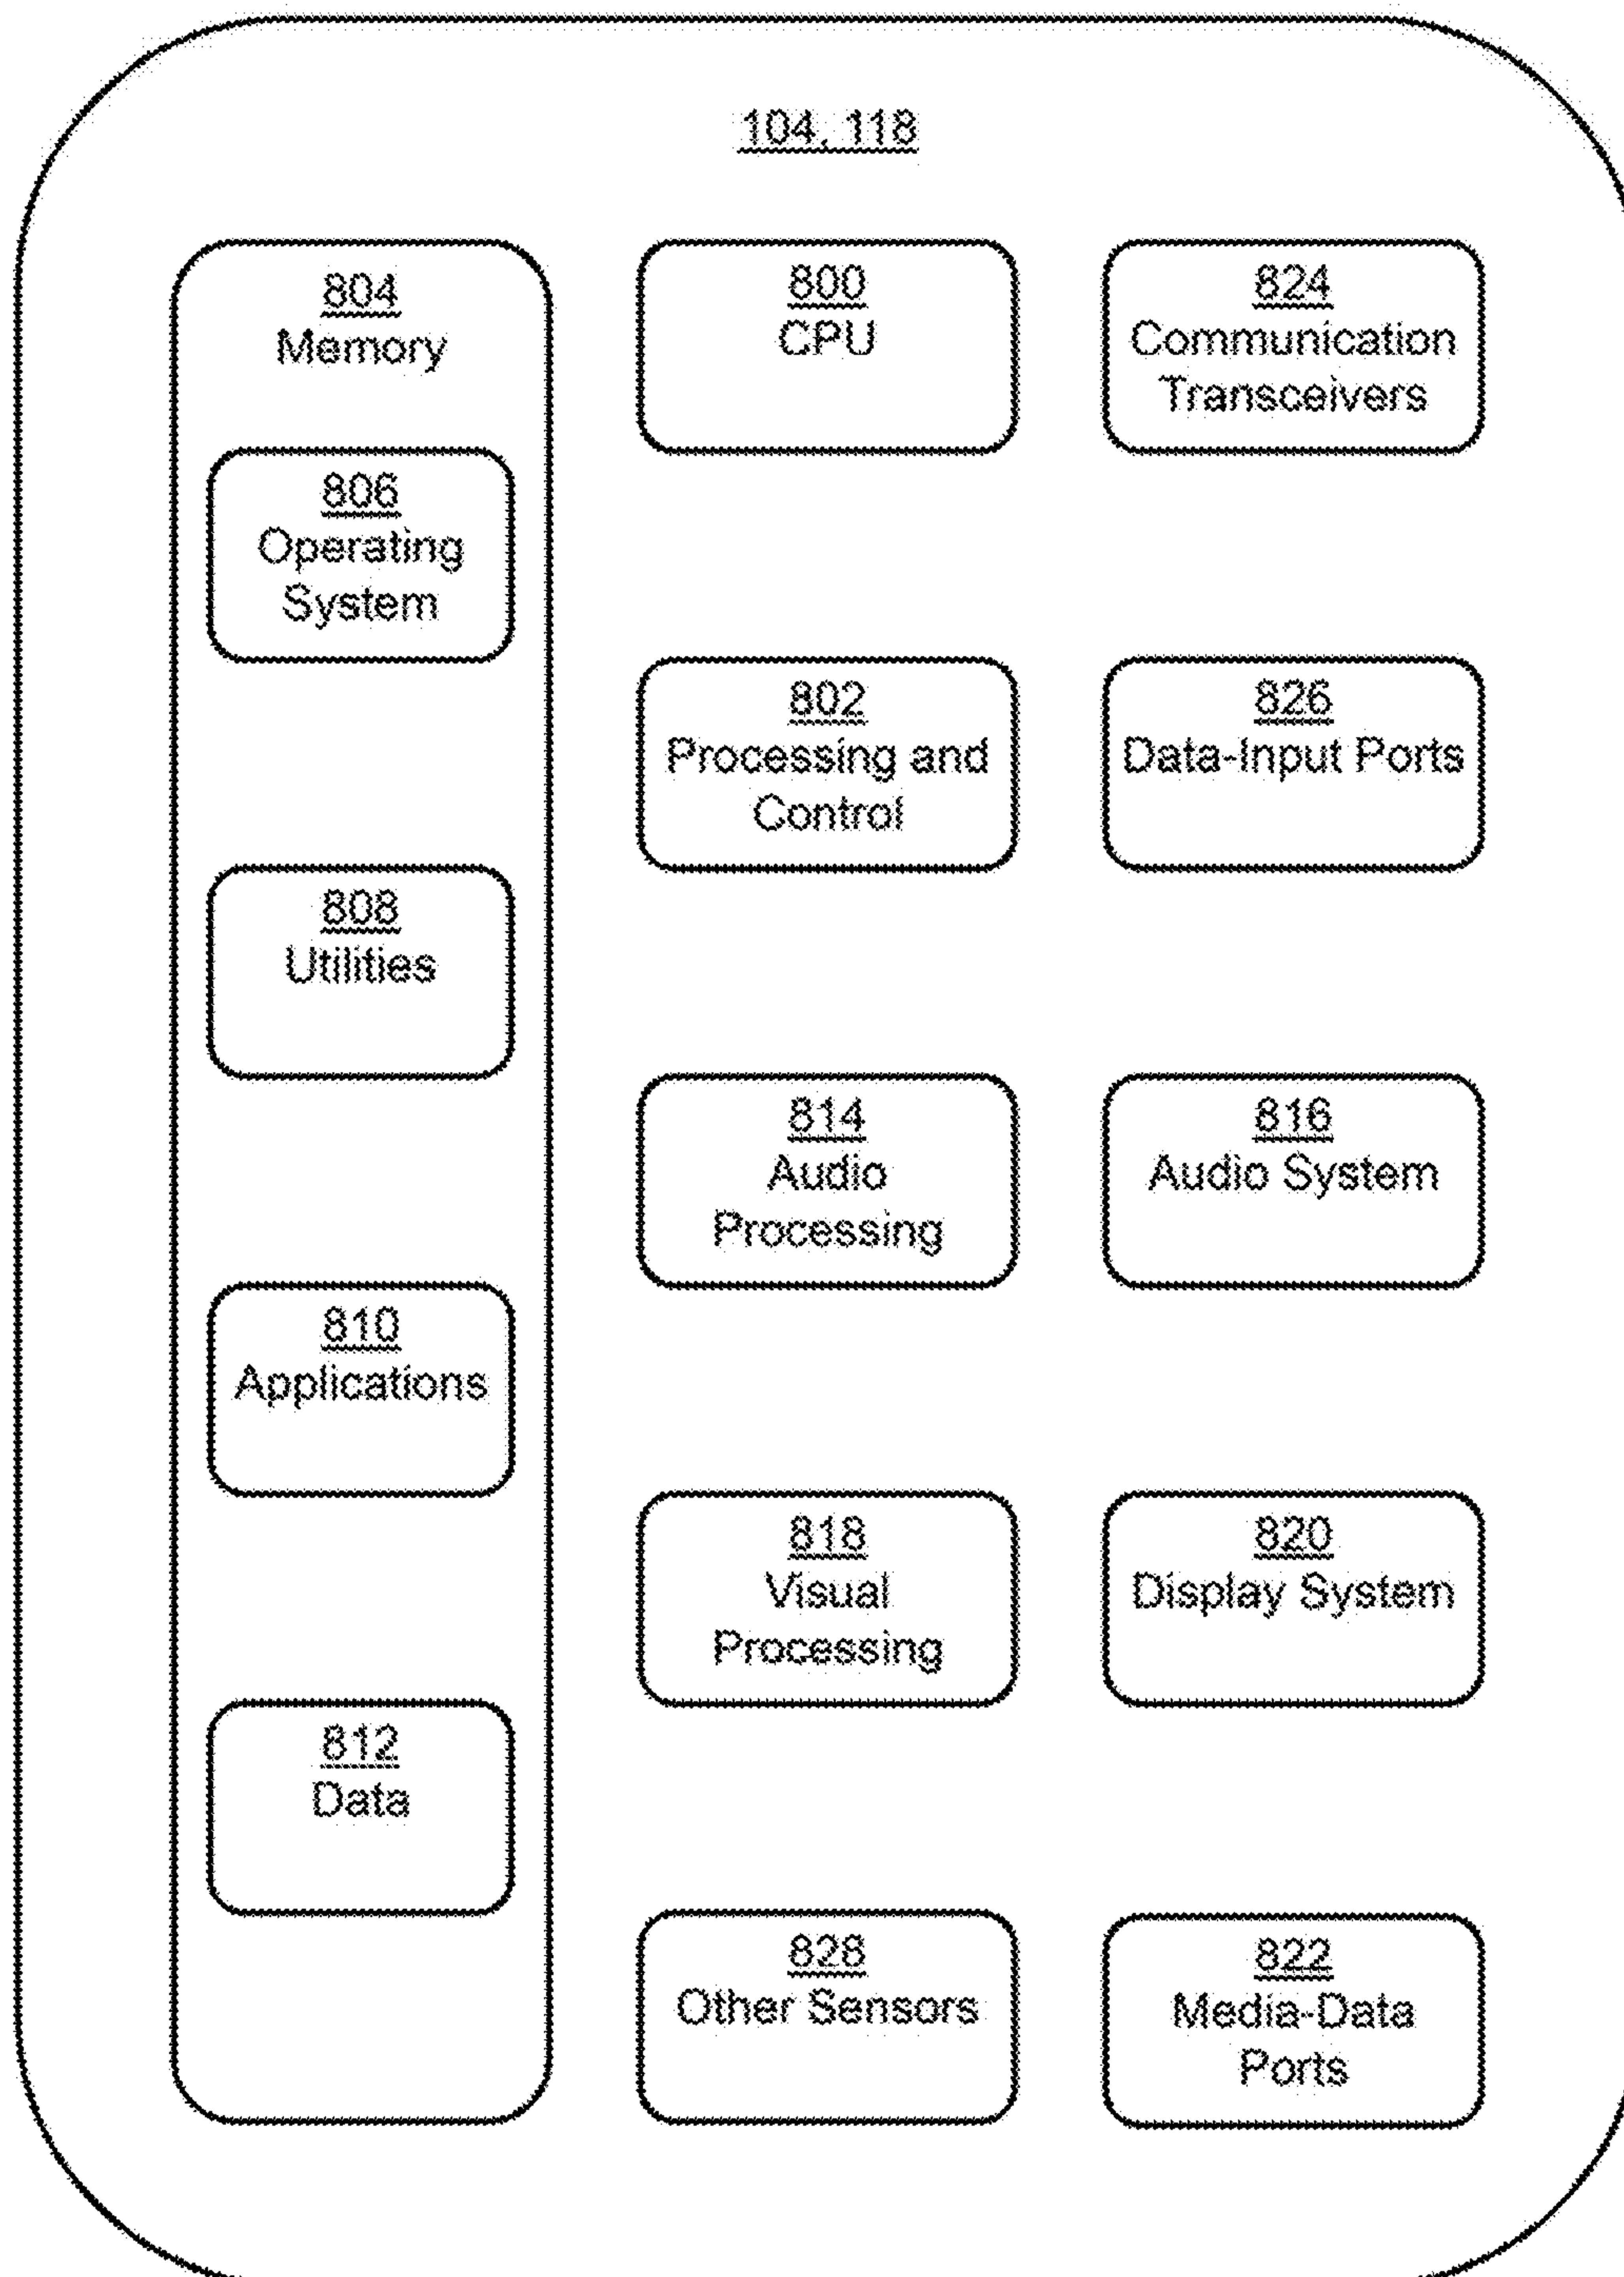 104, 118
804
Memory
806
Operating
System
808
Utilities
810
Applications
812
Data
800
CPU
802
Processing and
Control
814
Audio
Processing
818
Visual
Processing
828
Other Sensors
824
Communication
Transceivers
826
Data-Input Ports
816
Audio System
820
Display System
822
Media-Data
Ports